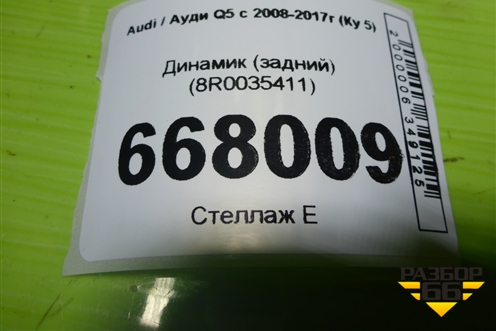 Audi / Ауди Q5 с 2008-2017г (Ку 5)
Динамик (задний)
(8R0035411)
668009
Стеллаж Е
2000006349125
РАЗБОР
66